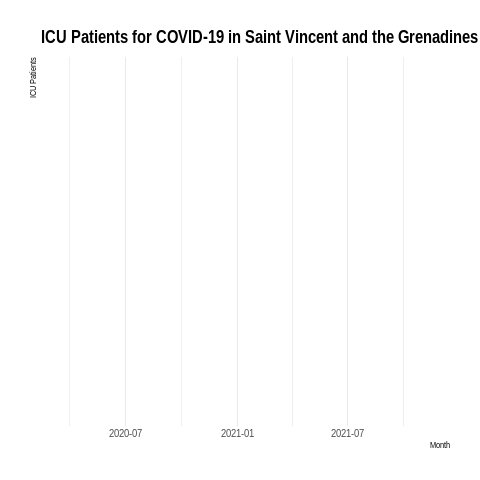 ICU Patients for COVID-19 in Saint Vincent and the Grenadines
ICU Patients
2020-07
2021-01
2021-07
Month